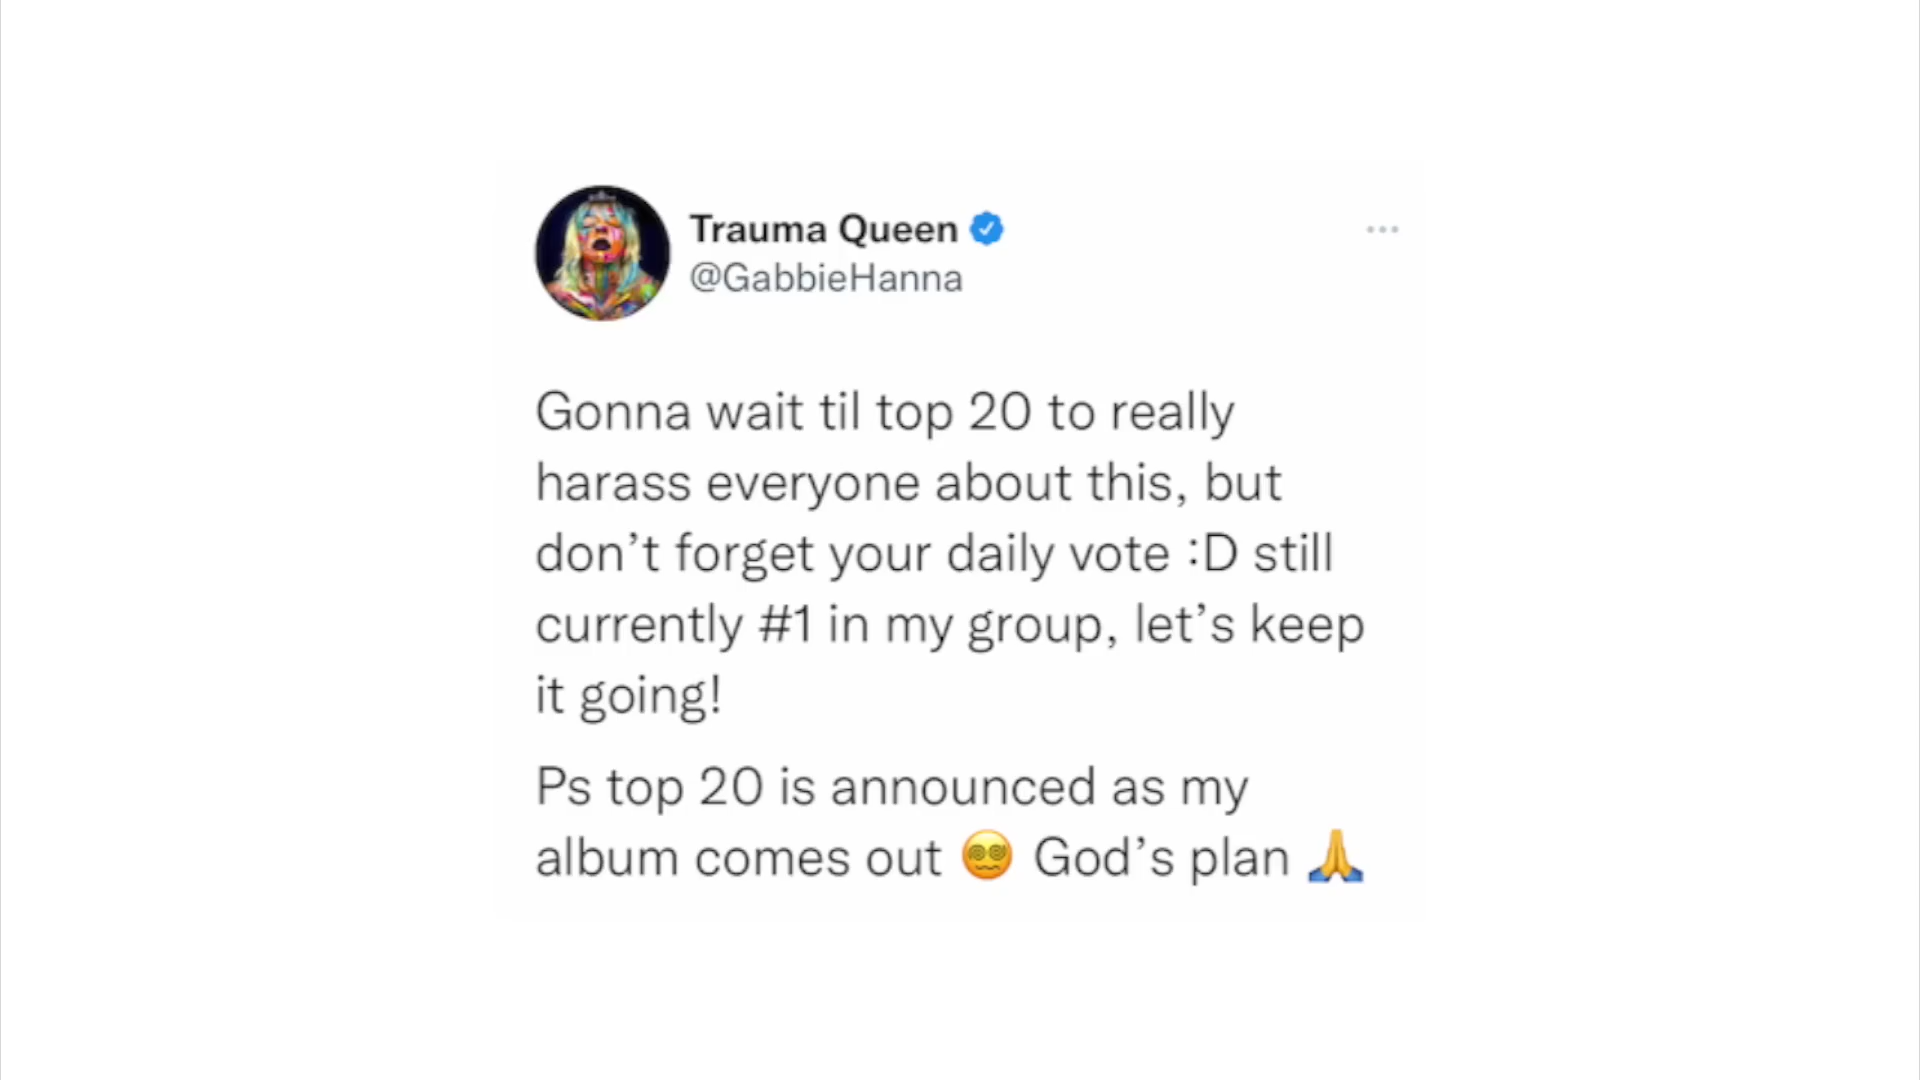 Trauma Queen
@GabbieHanna
Gonna wait til top 20 to really
harass everyone about this, but
don’t forget your daily vote :D still
currently #1 in my group, let’s keep
it going!
Ps top 20 is announced as my
album comes out 😵‍💫 God’s plan 🙏